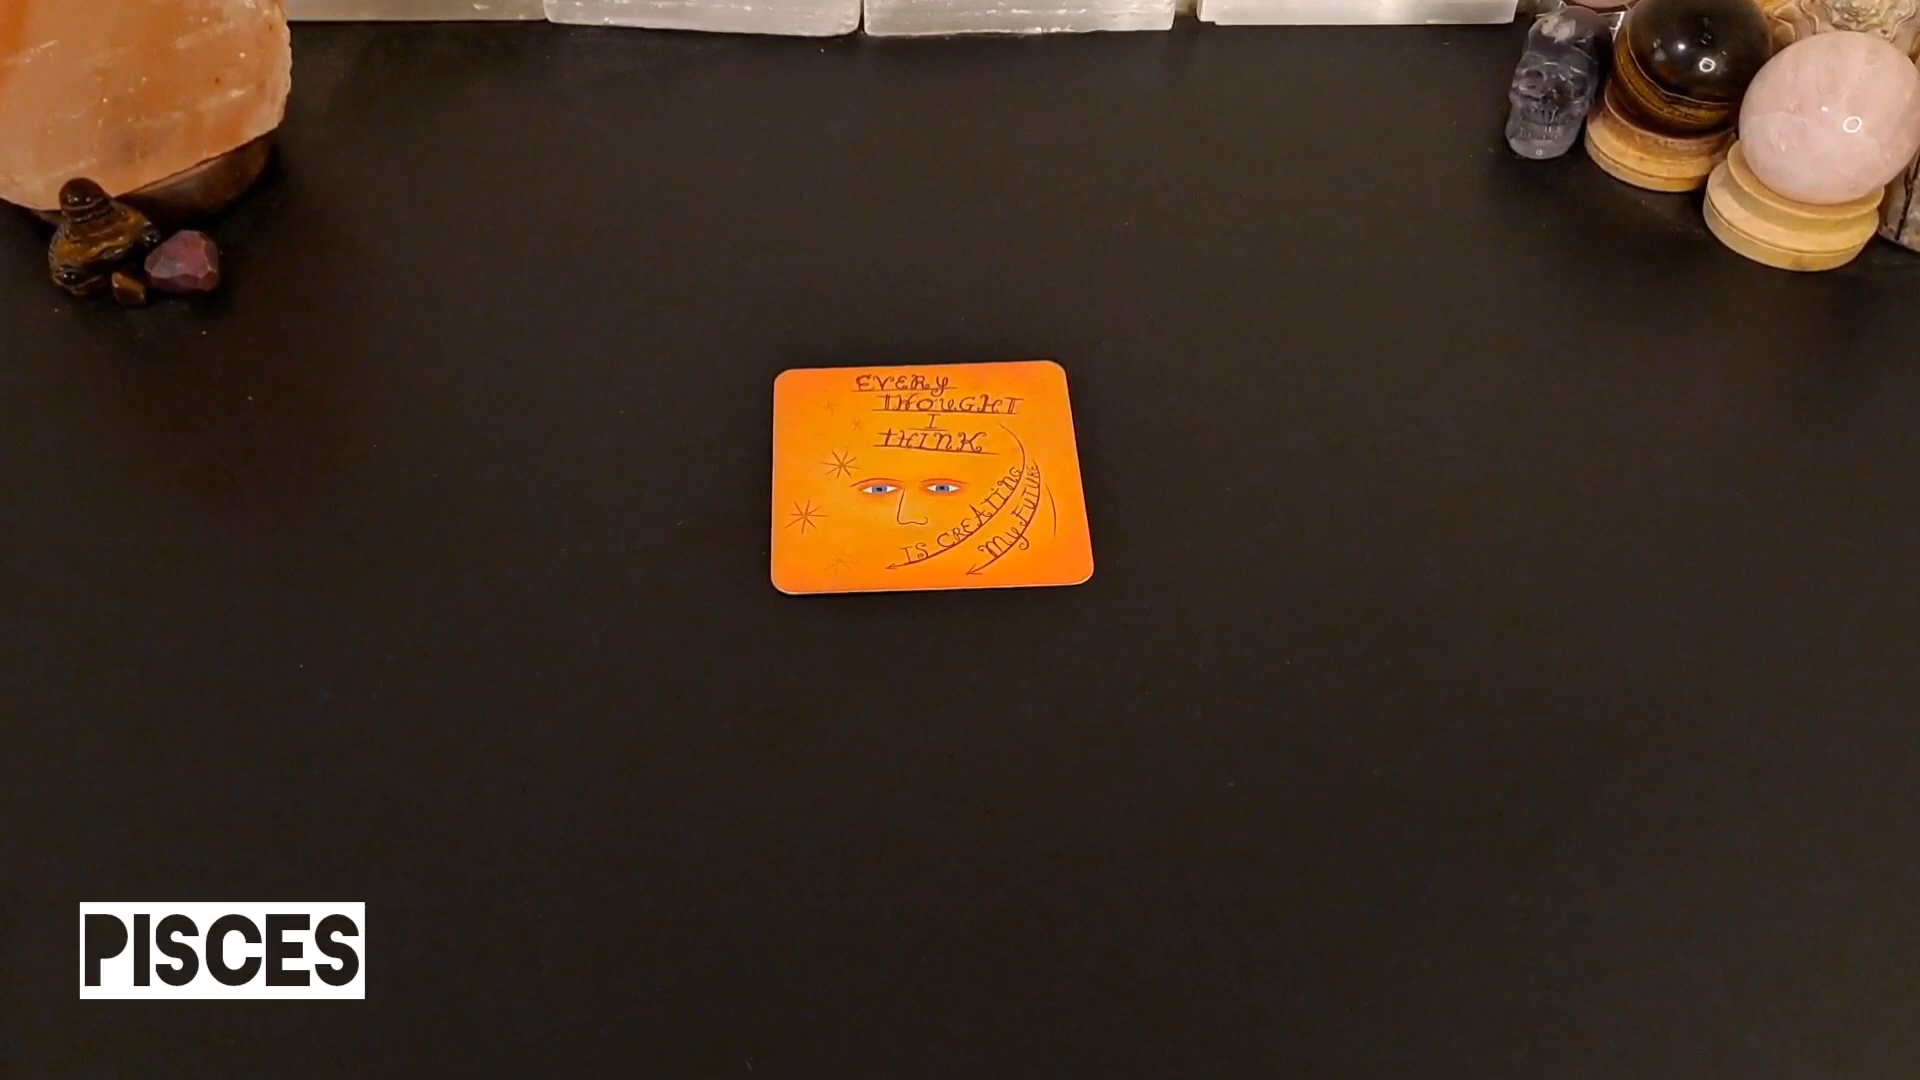 EVERY
THOUGHT
I
THINK
IS CREATING
MY FUTURE
PISCES